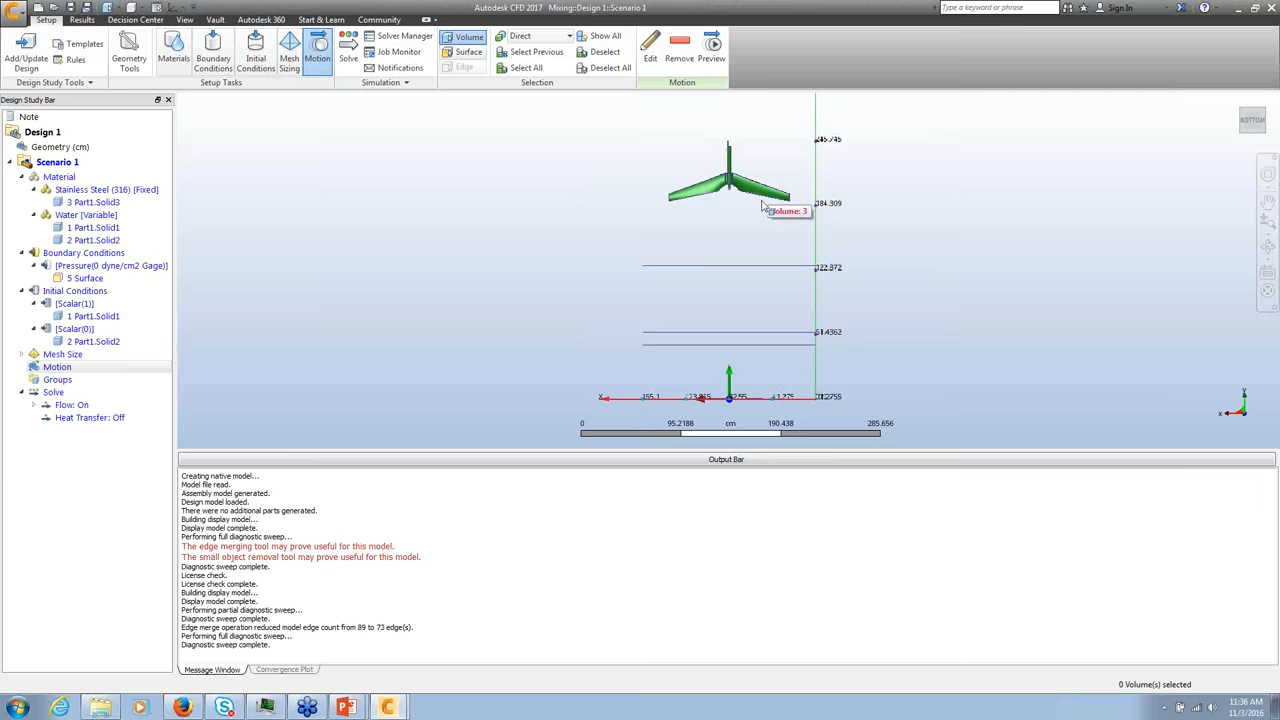 Autodesk CFD 2017  Mixing::Design 1::Scenario 1
Type a keyword or phrase
Sign In
Setup
Results
Decision Center
View
Vault
Autodesk 360
Start & Learn
Community
Add/Update Design
Templates
Rules
Geometry Tools
Materials
Boundary Conditions
Initial Conditions
Mesh Sizing
Motion
Solve
Solver Manager
Job Monitor
Notifications
Volume
Surface
Edge
Direct
Select Previous
Select All
Show All
Deselect
Deselect All
Edit
Remove
Preview
Design Study Tools
Setup Tasks
Simulation
Selection
Motion
Design Study Bar
Note
Design 1
Geometry (cm)
Scenario 1
Material
Stainless Steel (316) [Fixed]
3 Part1.Solid3
Water [Variable]
1 Part1.Solid1
2 Part1.Solid2
Boundary Conditions
[Pressure(0 dyne/cm2 Gage)]
5 Surface
Initial Conditions
[Scalar(1)]
1 Part1.Solid1
[Scalar(0)]
2 Part1.Solid2
Mesh Size
Motion
Groups
Solve
Flow: On
Heat Transfer: Off
BOTTOM
Volume: 3
184.309
122.872
61.4362
X
155.1
Y
x
0
95.2188
cm
190.438
285.656
Output Bar
Creating native model...
Model file read.
Assembly model generated.
Design model loaded.
There were no additional parts generated.
Building display model...
Display model complete.
Performing full diagnostic sweep...
The edge merging tool may prove useful for this model.
The small object removal tool may prove useful for this model.
Diagnostic sweep complete.
License check.
License check complete.
Building display model...
Display model complete.
Performing partial diagnostic sweep...
Diagnostic sweep complete.
Edge merge operation reduced model edge count from 89 to 73 edge(s).
Performing full diagnostic sweep...
Diagnostic sweep complete.
Message Window
Convergence Plot
0 Volume(s) selected
11:36 AM
11/3/2016